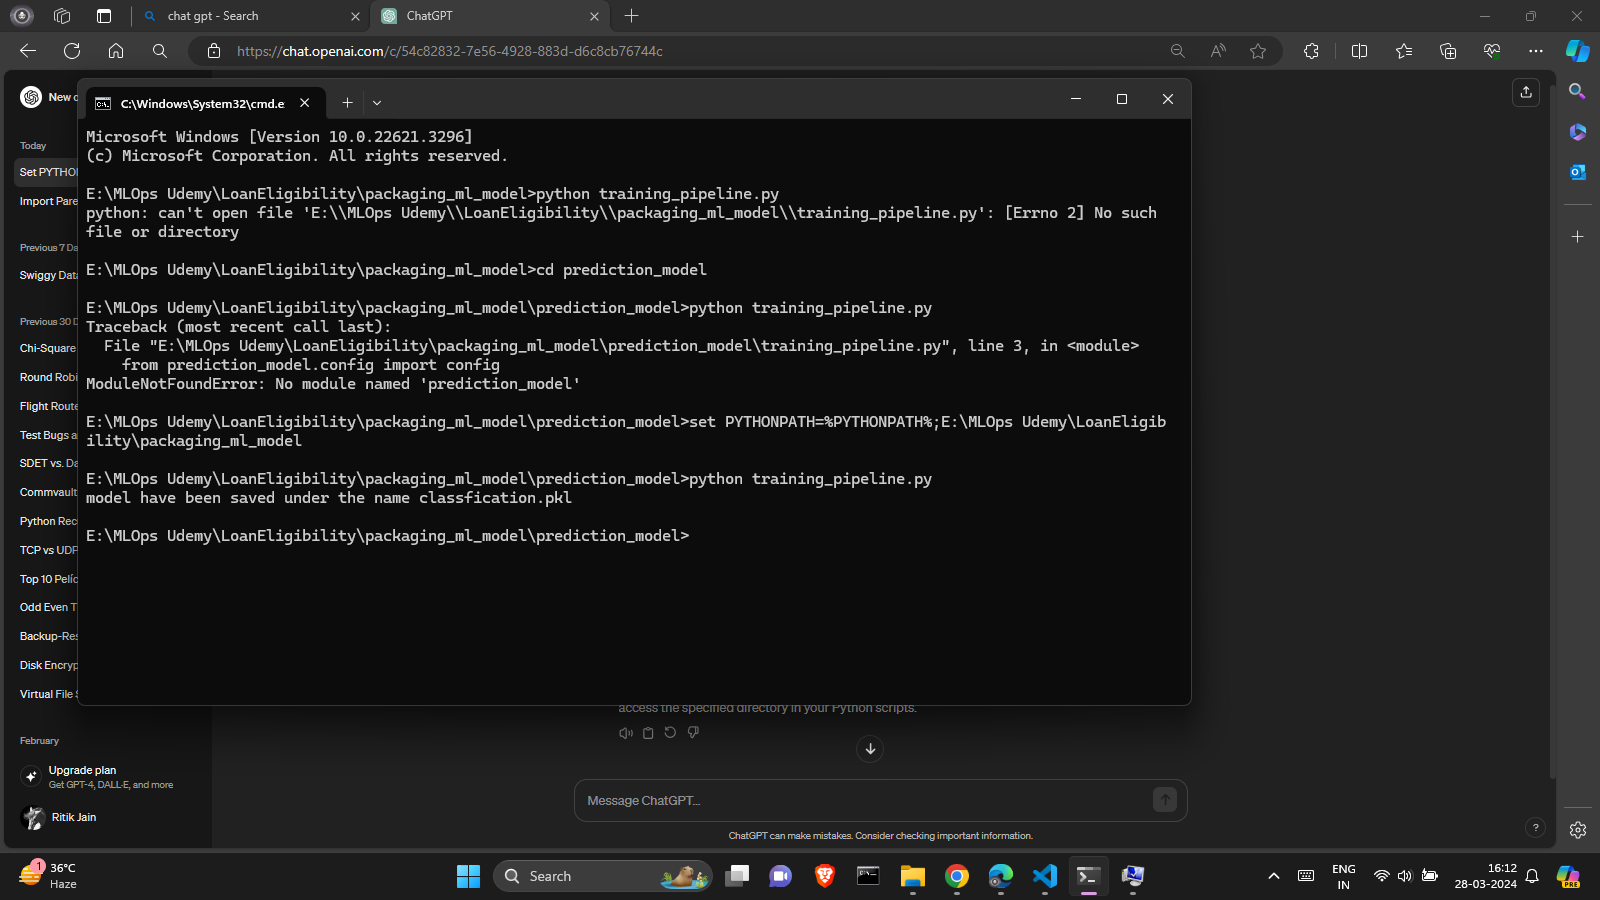 chat gpt - Search
ChatGPT
https://chat.openai.com/c/54c82832-7e56-4928-883d-d6c8cb76744c
New c
Today
Set PYTHO
Import Pare
Previous 7 Da
Swiggy Data
Previous 30 D
Chi-Square
Round Robi
Flight Route
Test Bugs a
SDET vs. Da
Commvault
Python Rec
TCP vs UDP
Top 10 Pelíc
Odd Even T
Backup-Res
Disk Encryp
Virtual File S
February
Upgrade plan
Get GPT-4, DALL·E, and more
Ritik Jain
C:\Windows\System32\cmd.e
Microsoft Windows [Version 10.0.22621.3296]
(c) Microsoft Corporation. All rights reserved.
E:\MLOps Udemy\LoanEligibility\packaging_ml_model>python training_pipeline.py
python: can't open file 'E:\\MLOps Udemy\\LoanEligibility\\packaging_ml_model\\training_pipeline.py': [Errno 2] No such
file or directory
E:\MLOps Udemy\LoanEligibility\packaging_ml_model>cd prediction_model
E:\MLOps Udemy\LoanEligibility\packaging_ml_model\prediction_model>python training_pipeline.py
Traceback (most recent call last):
  File "E:\MLOps Udemy\LoanEligibility\packaging_ml_model\prediction_model\training_pipeline.py", line 3, in <module>
    from prediction_model.config import config
ModuleNotFoundError: No module named 'prediction_model'
E:\MLOps Udemy\LoanEligibility\packaging_ml_model\prediction_model>set PYTHONPATH=%PYTHONPATH%;E:\MLOps Udemy\LoanEligib
ility\packaging_ml_model
E:\MLOps Udemy\LoanEligibility\packaging_ml_model\prediction_model>python training_pipeline.py
model have been saved under the name classfication.pkl
E:\MLOps Udemy\LoanEligibility\packaging_ml_model\prediction_model>
access the specified directory in your Python scripts.
Message ChatGPT...
ChatGPT can make mistakes. Consider checking important information.
?
1
36°C
Haze
Search
ENG
IN
16:12
28-03-2024
PRE